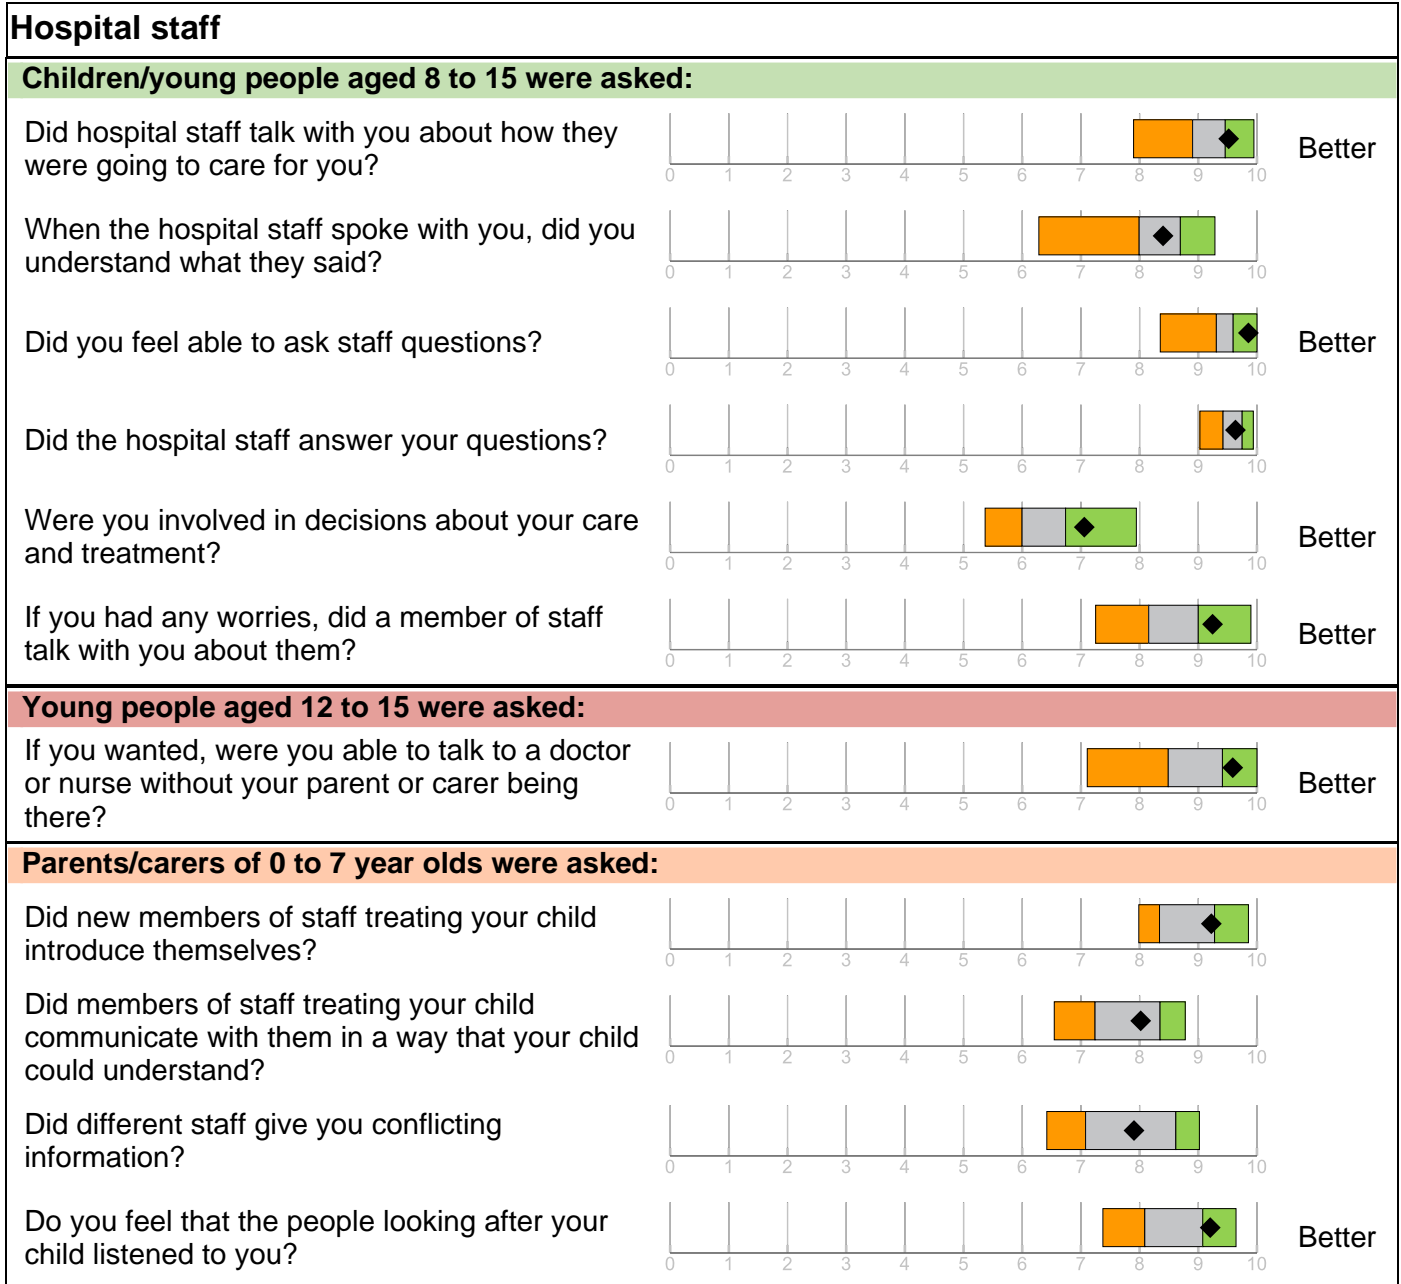 Hospital staff
Children/young people aged 8 to 15 were asked:
Did hospital staff talk with you about how they
were going to care for you?
0 1 2 3 4 5 6 7 8 9 10
Better
When the hospital staff spoke with you, did you
understand what they said?
0 1 2 3 4 5 6 7 8 9 10
Did you feel able to ask staff questions?
0 1 2 3 4 5 6 7 8 9 10
Better
Did the hospital staff answer your questions?
0 1 2 3 4 5 6 7 8 9 10
Were you involved in decisions about your care
and treatment?
0 1 2 3 4 5 6 7 8 9 10
Better
If you had any worries, did a member of staff
talk with you about them?
0 1 2 3 4 5 6 7 8 9 10
Better
Young people aged 12 to 15 were asked:
If you wanted, were you able to talk to a doctor
or nurse without your parent or carer being
there?
0 1 2 3 4 5 6 7 8 9 10
Better
Parents/carers of 0 to 7 year olds were asked:
Did new members of staff treating your child
introduce themselves?
0 1 2 3 4 5 6 7 8 9 10
Did members of staff treating your child
communicate with them in a way that your child
could understand?
0 1 2 3 4 5 6 7 8 9 10
Did different staff give you conflicting
information?
0 1 2 3 4 5 6 7 8 9 10
Do you feel that the people looking after your
child listened to you?
0 1 2 3 4 5 6 7 8 9 10
Better